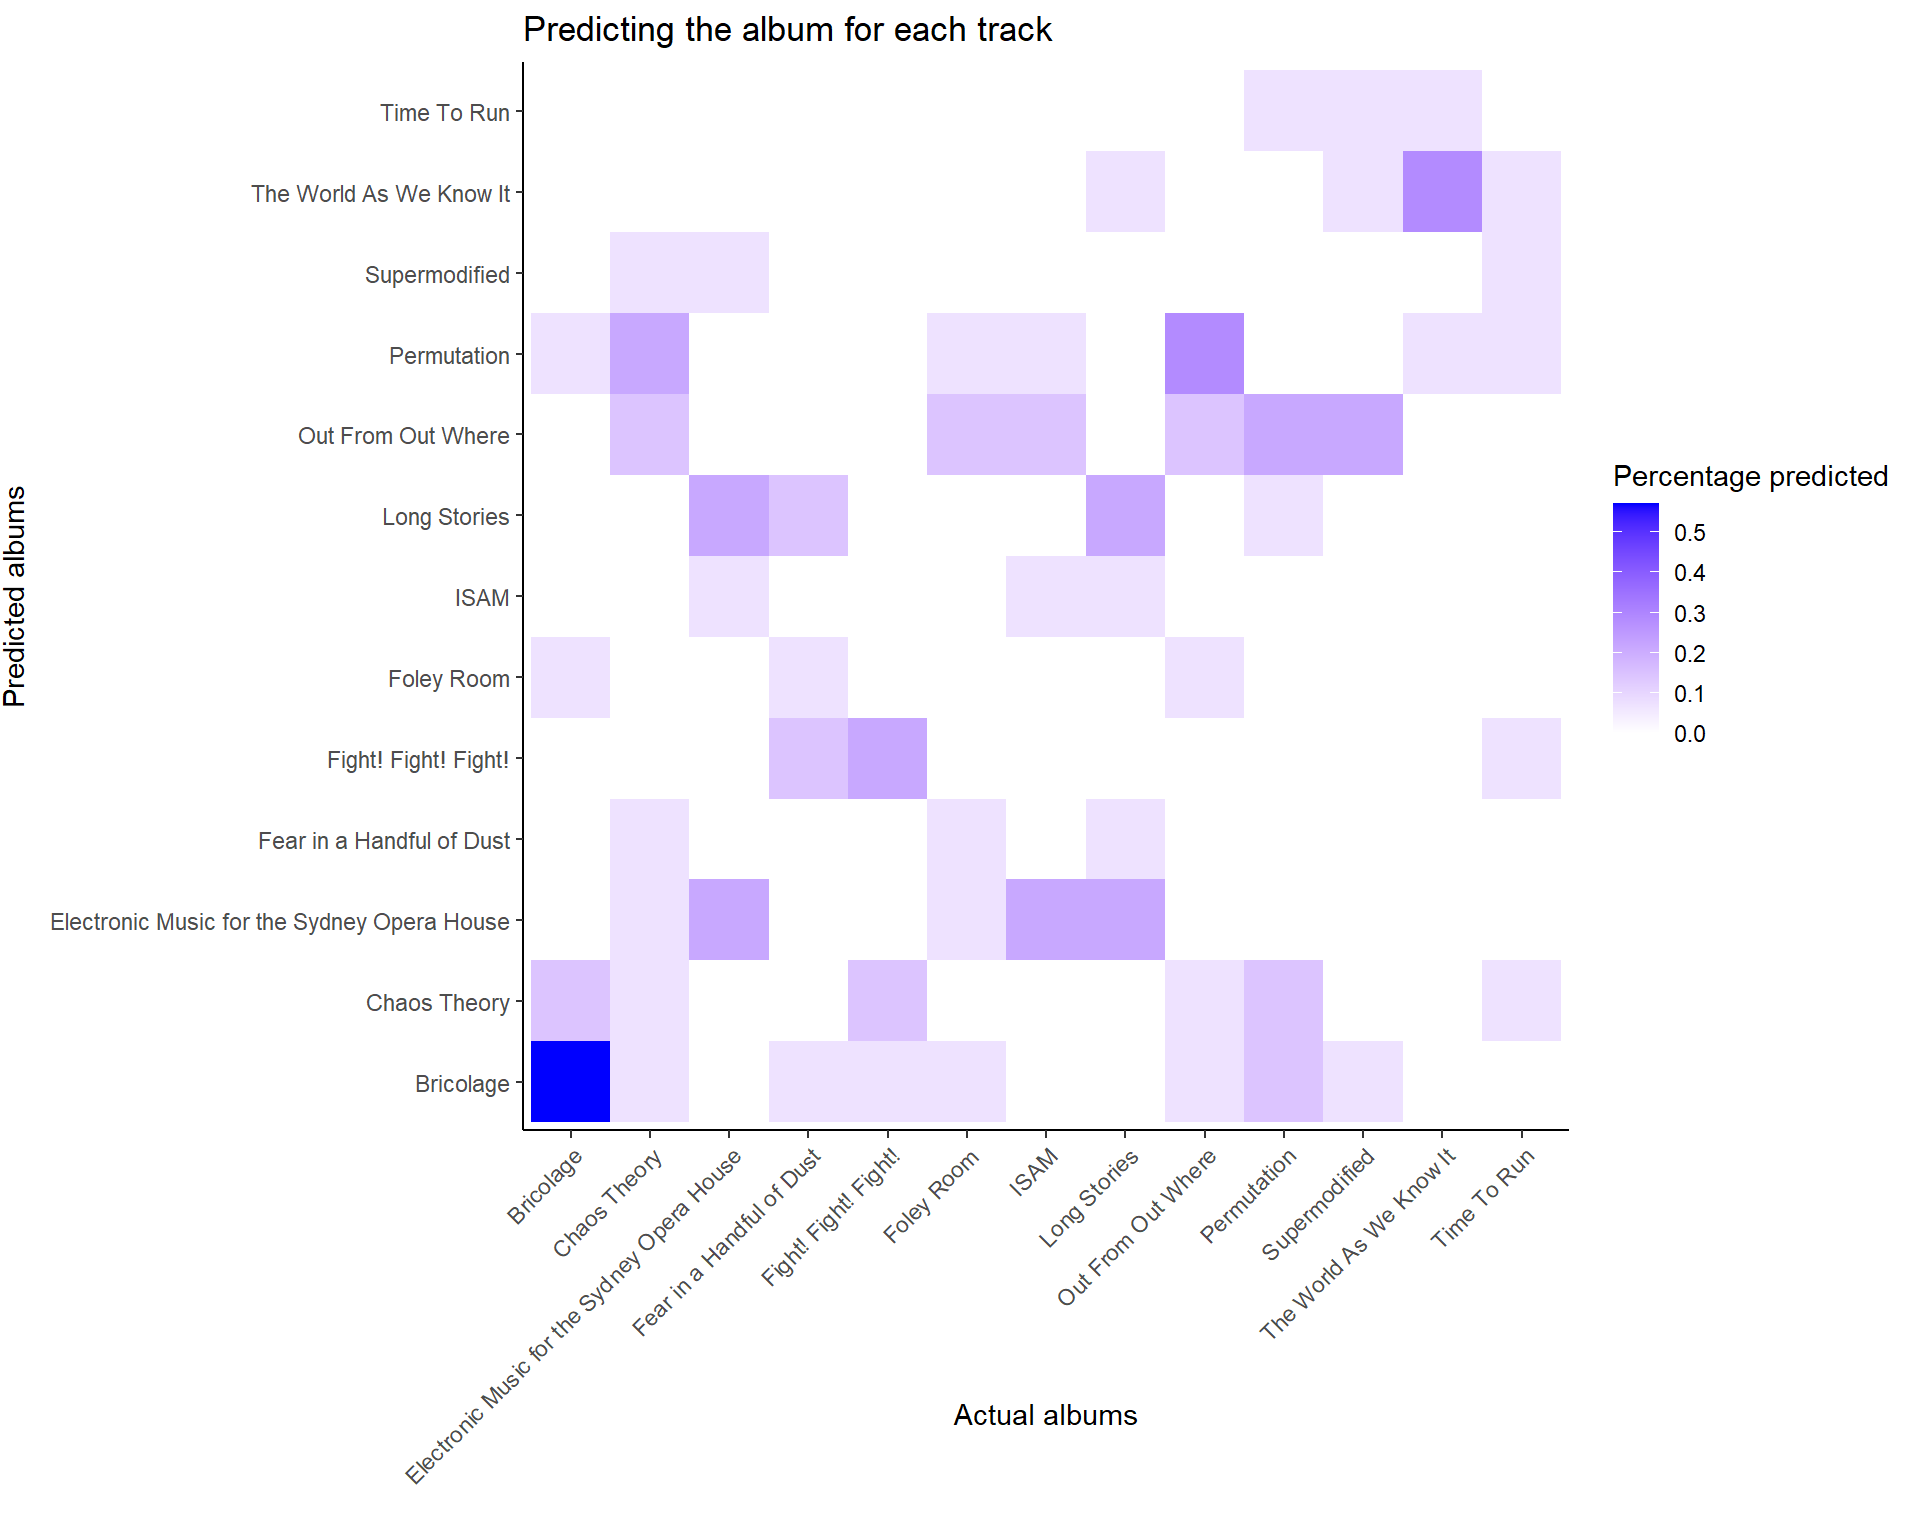 Predicting the album for each track
Predicted albums
Time To Run
The World As We Know It
Supermodified
Permutation
Out From Out Where
Long Stories
ISAM
Foley Room
Fight! Fight! Fight!
Fear in a Handful of Dust
Electronic Music for the Sydney Opera House
Chaos Theory
Bricolage
Bricolage
Chaos Theory
Electronic Music for the Sydney Opera House
Fear in a Handful of Dust
Fight! Fight! Fight!
Foley Room
ISAM
Long Stories
Out From Out Where
Permutation
Supermodified
The World As We Know It
Time To Run
Actual albums
Percentage predicted
0.5
0.4
0.3
0.2
0.1
0.0